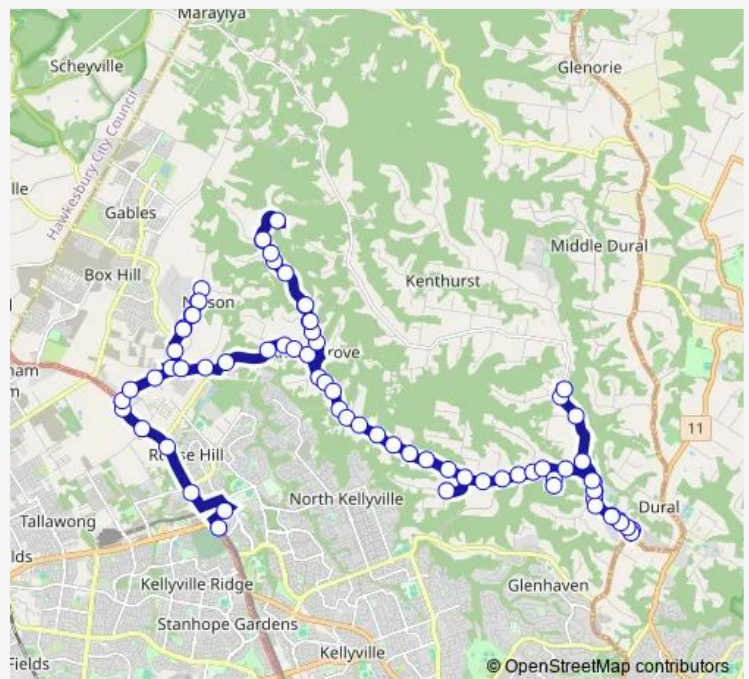 Maraylya
Scheyville
Glenorie
Hawkesbury City Council
lle
Gables
Middle Dural
Box Hill
Kenthurst
Nelson
rove
ham
m
11
Rouse Hill
North Kellyville
Tallawong
Dural
lds
Kellyville Ridge
Glenhaven
Stanhope Gardens
Kellyville
Fields
© OpenStreetMap contributors